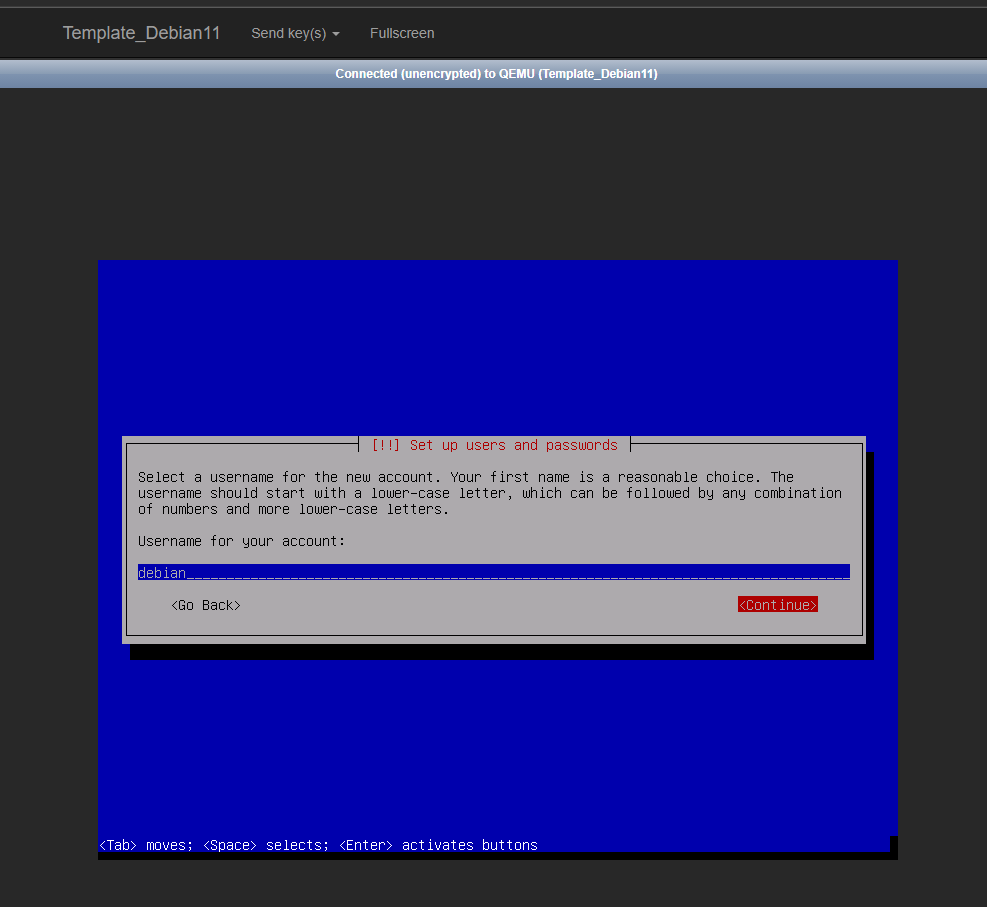 Template_Debian11 Send key(s) Fullscreen
Connected (unencrypted) to QEMU (Template_Debian11)
[!!] Set up users and passwords
Select a username for the new account. Your first name is a reasonable choice. The
username should start with a lower-case letter, which can be followed by any combination
of numbers and more lower-case letters.
Username for your account:
debian
<Go Back> <Continue>
<Tab> moves; <Space> selects; <Enter> activates buttons